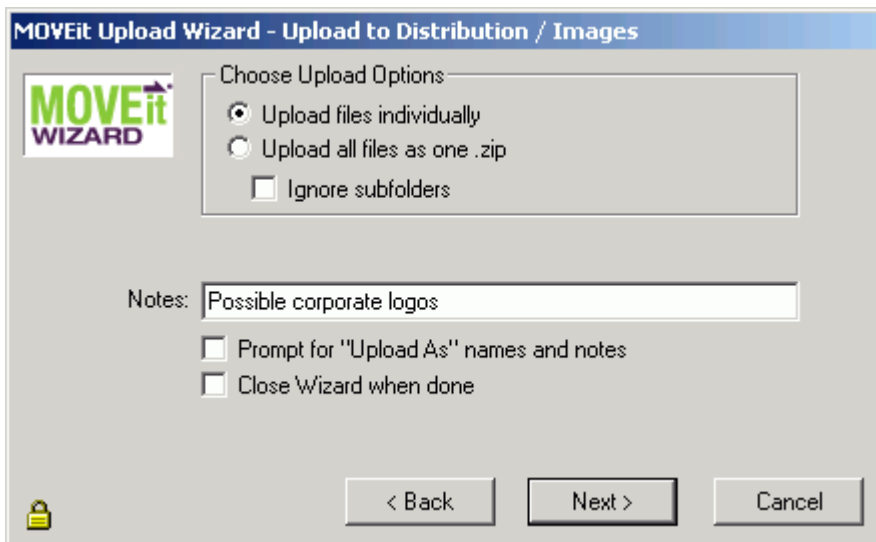 MOVEit Upload Wizard - Upload to Distribution / Images
MOVEit
WIZARD
Choose Upload Options
Upload files individually
Upload all files as one .zip
Ignore subfolders
Notes: Possible corporate logos
Prompt for "Upload As" names and notes
Close Wizard when done
< Back Next > Cancel